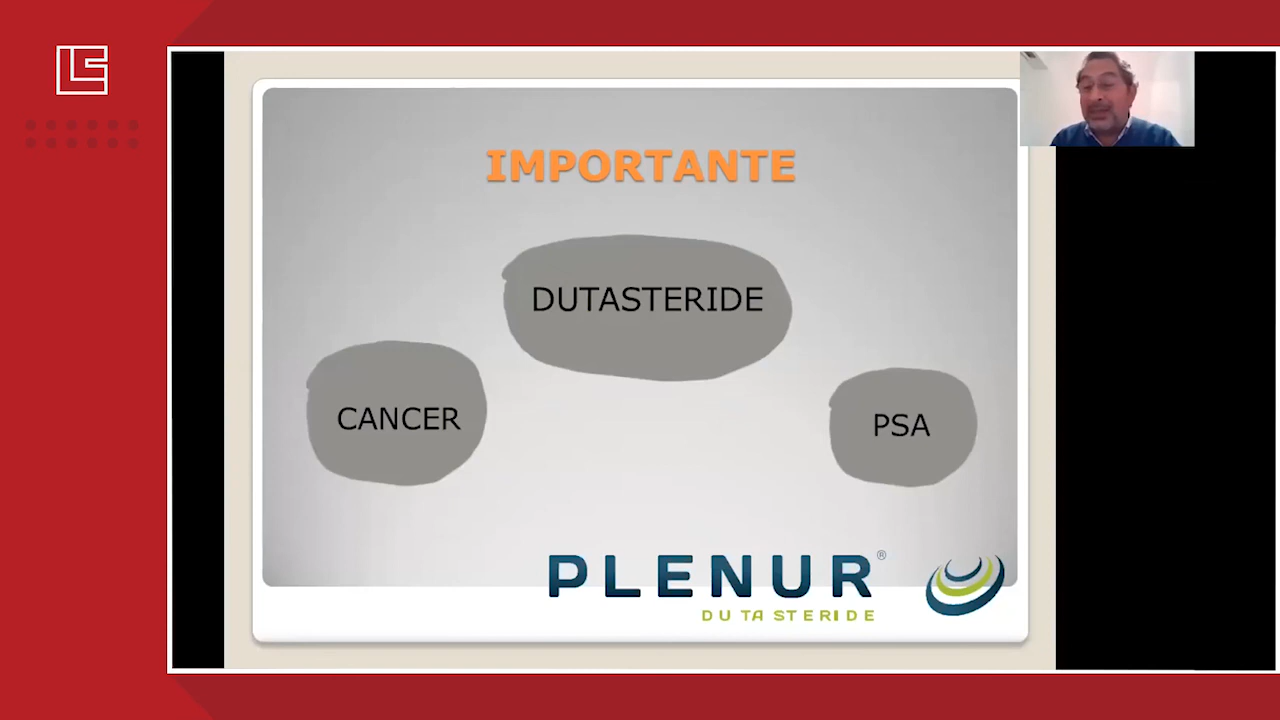 IMPORTANTE
DUTASTERIDE
CANCER
PSA
PLENUR®
DUTASTERIDE